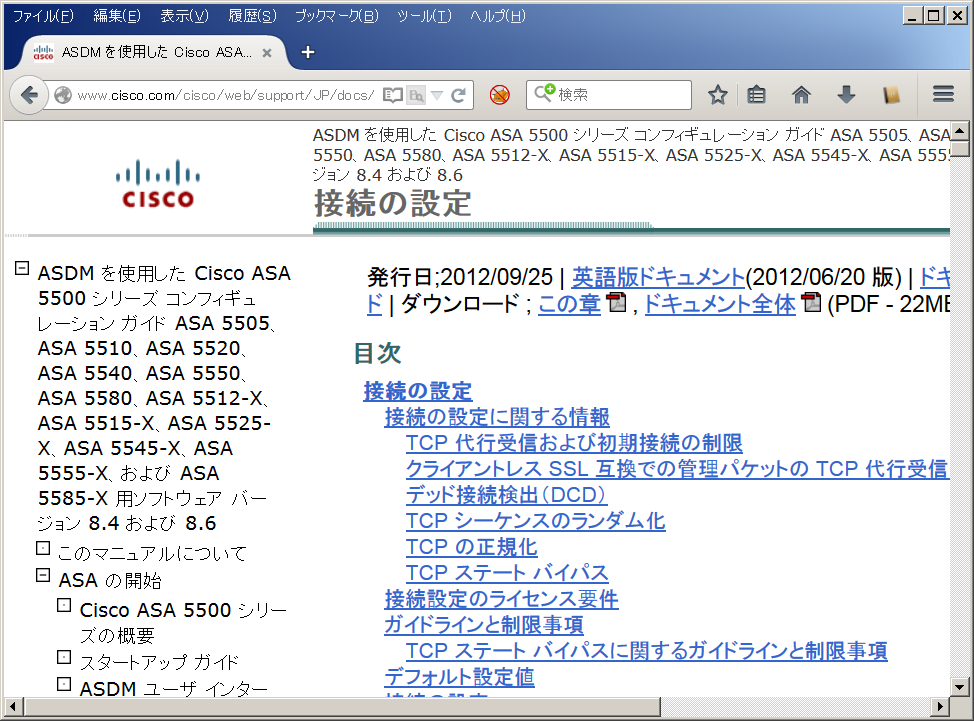 ファイル(F) 編集(E) 表示(V) 履歴(S) ブックマーク(B) ツール(T) ヘルプ(H)
ASDM を使用した Cisco ASA...
www.cisco.com/cisco/web/support/JP/docs/
検索
ASDM を使用した Cisco ASA 5500 シリーズ コンフィギュレーション ガイド ASA 5505、ASA
5550、ASA 5580、ASA 5512-X、ASA 5515-X、ASA 5525-X、ASA 5545-X、ASA 5555
ジョン 8.4 および 8.6
接続の設定
CISCO
ASDM を使用した Cisco ASA
5500 シリーズ コンフィギュ
レーション ガイド ASA 5505、
ASA 5510、ASA 5520、
ASA 5540、ASA 5550、
ASA 5580、ASA 5512-X、
ASA 5515-X、ASA 5525-
X、ASA 5545-X、ASA
5555-X、および ASA
5585-X 用ソフトウェア バー
ジョン 8.4 および 8.6
このマニュアルについて
ASA の開始
Cisco ASA 5500 シリー
ズの概要
スタートアップ ガイド
ASDM ユーザ インター
発行日;2012/09/25 | 英語版ドキュメント(2012/06/20 版) | ドキ
ド | ダウンロード ; この章 , ドキュメント全体 (PDF - 22ME
目次
接続の設定
接続の設定に関する情報
TCP 代行受信および初期接続の制限
クライアントレス SSL 互換での管理パケットの TCP 代行受信
デッド接続検出（DCD）
TCP シーケンスのランダム化
TCP の正規化
TCP ステート バイパス
接続設定のライセンス要件
ガイドラインと制限事項
TCP ステート バイパスに関するガイドラインと制限事項
デフォルト設定値